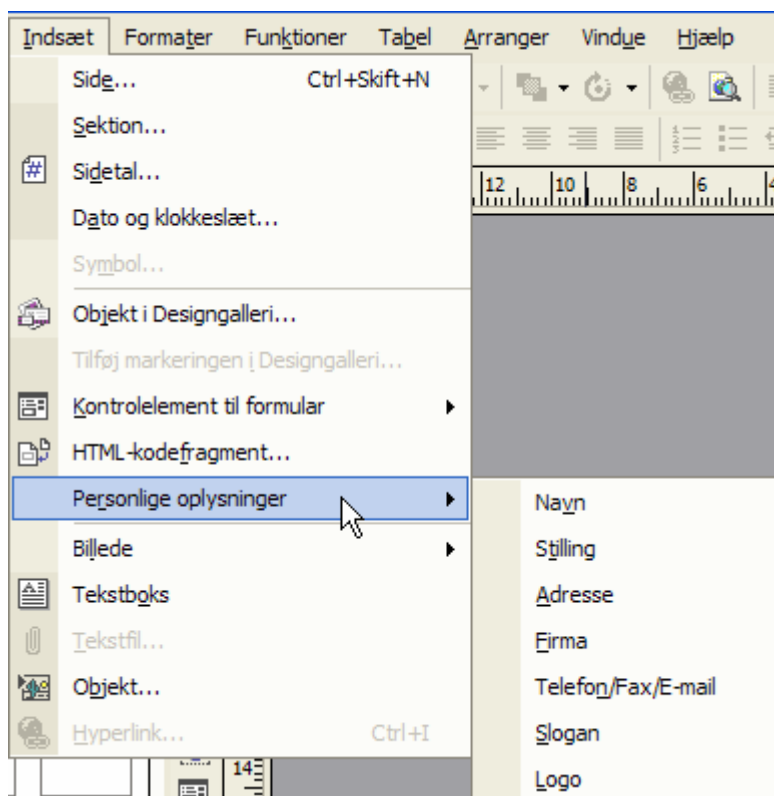 Indsæt Formater Funktioner Tabel Arranger Vindue Hjælp
Side... Ctrl+Skift+N
Sektion...
Sidetal...
Dato og klokkeslæt...
Symbol...
Objekt i Designgalleri...
Tilføj markeringen i Designgalleri...
Kontrolelement til formular
HTML-kodefragment...
Personlige oplysninger
Billede
Tekstboks
Tekstfil...
Objekt...
Hyperlink... Ctrl+I
Navn
Stilling
Adresse
Firma
Telefon/Fax/E-mail
Slogan
Logo
12 10 8 6 4
14